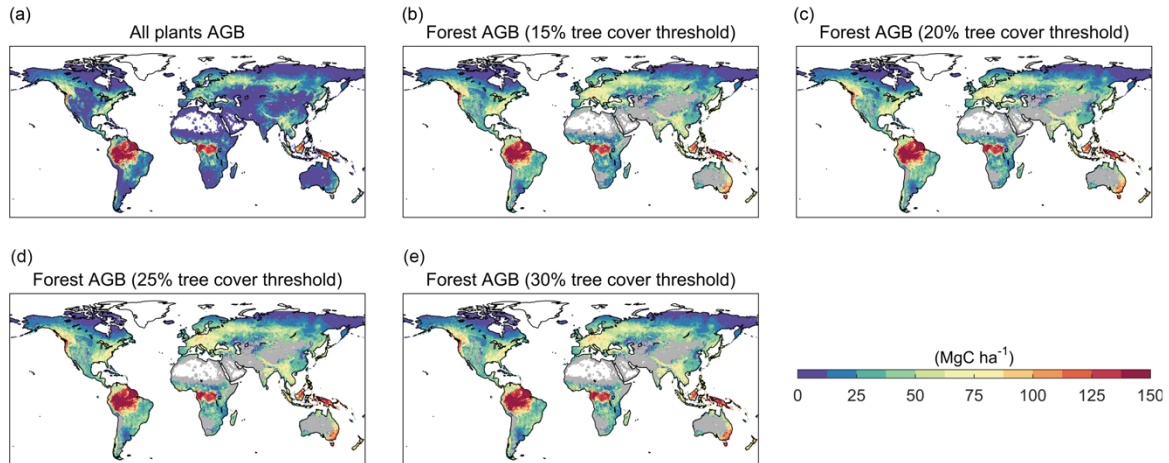 (a)
All plants AGB
(b)
Forest AGB (15% tree cover threshold)
(c)
Forest AGB (20% tree cover threshold)
(d)
Forest AGB (25% tree cover threshold)
(e)
Forest AGB (30% tree cover threshold)
(MgC ha⁻¹)
0 25 50 75 100 125 150